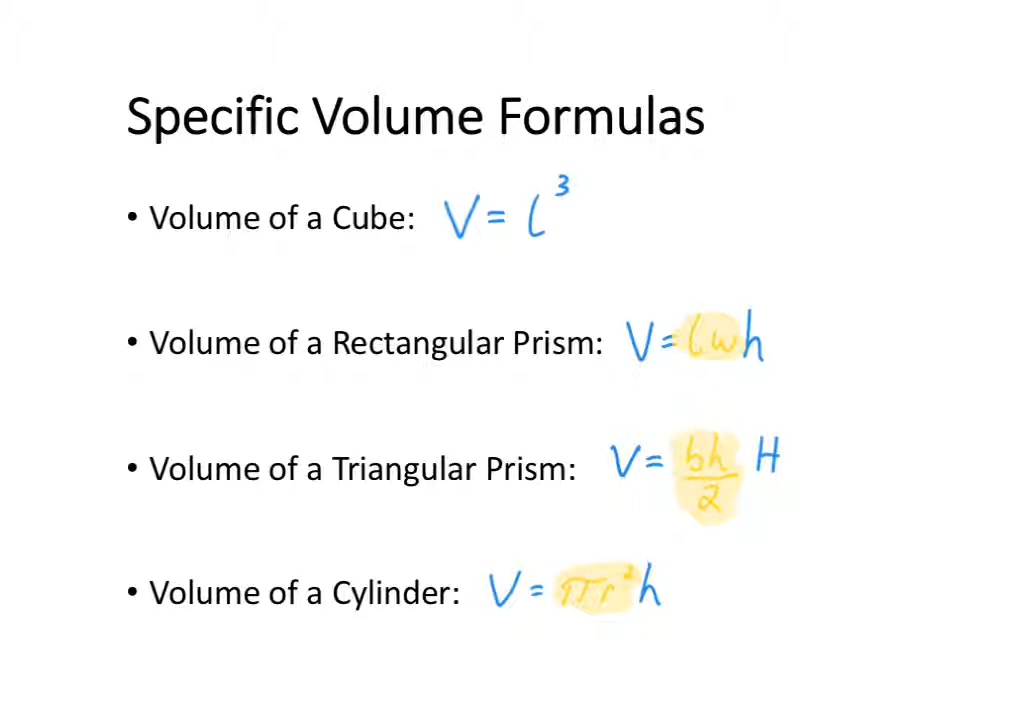 Specific Volume Formulas
• Volume of a Cube: V = l³
• Volume of a Rectangular Prism: V = lwh
• Volume of a Triangular Prism: V = bh/2 H
• Volume of a Cylinder: V = πr²h